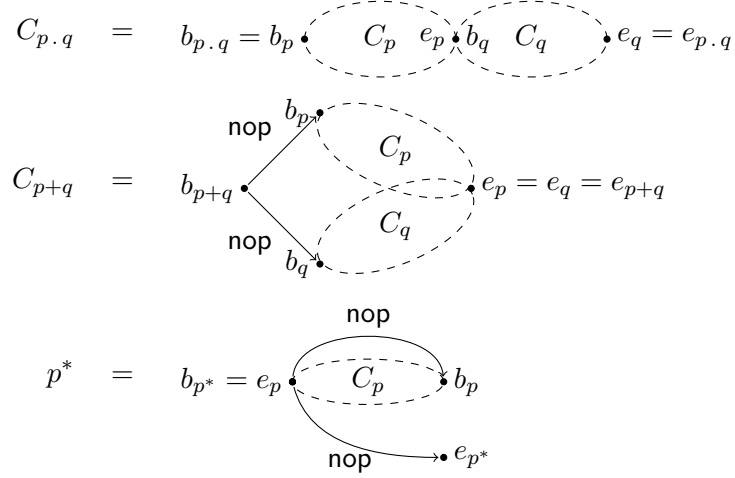 C_{p . q} = b_{p . q} = b_p C_p e_p b_q C_q e_q = e_{p . q}
nop b_p C_p
C_{p+q} = b_{p+q} e_p = e_q = e_{p+q}
nop b_q C_q
nop
p^* = b_{p^*} = e_p C_p b_p
nop e_{p^*}